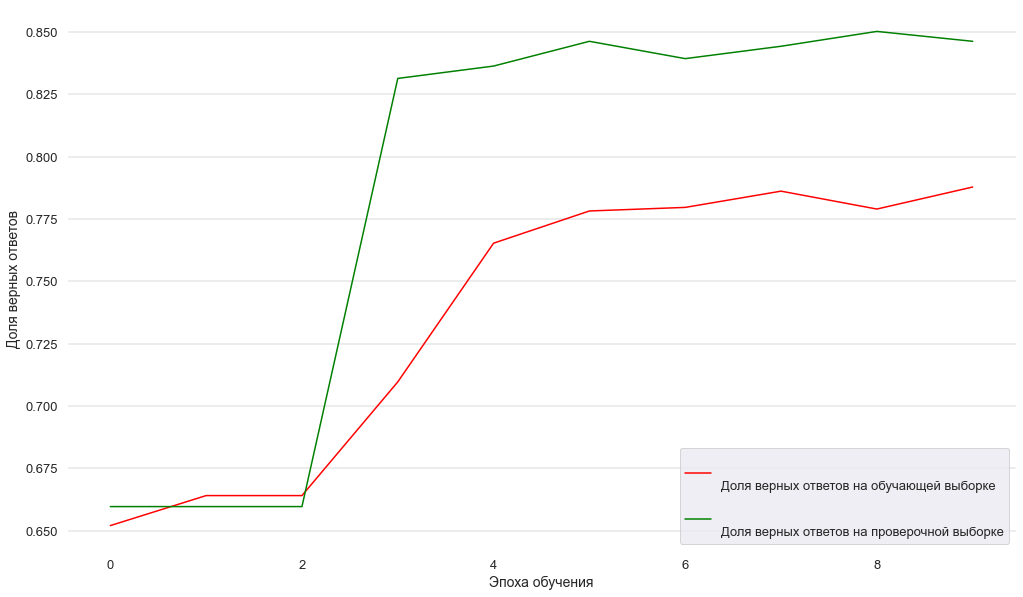 0.850
0.825
0.800
0.775
0.750
0.725
0.700
0.675
0.650
Доля верных ответов
0 2 4 6 8
Эпоха обучения
Доля верных ответов на обучающей выборке
Доля верных ответов на проверочной выборке